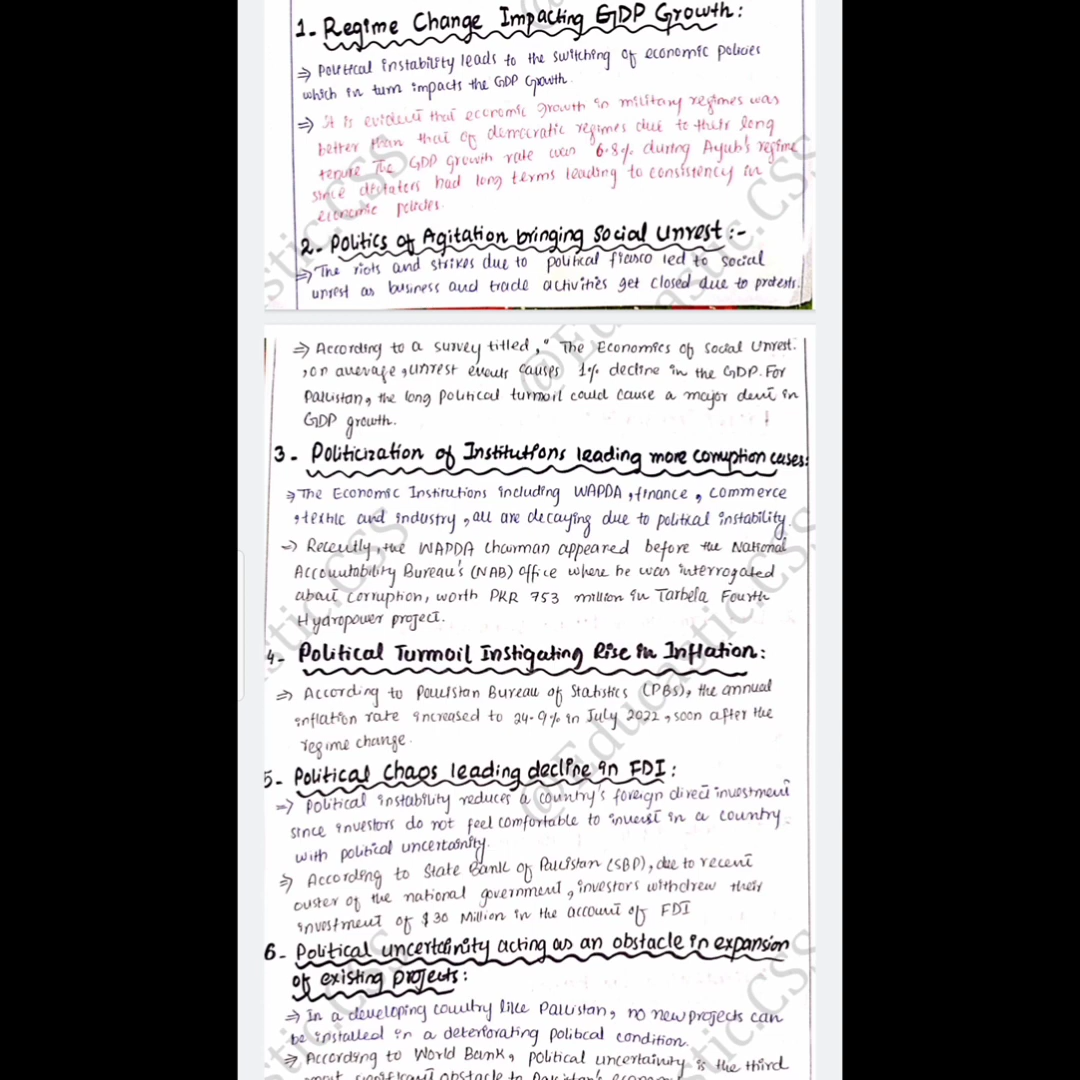 1- Regime Change Impacting GDP Growth:
⇒ Political instability leads to the switching of economic policies
which in turn impacts the GDP Growth.
⇒ It is evident that economic growth in military regimes was
better than that of democratic regimes due to their long
tenure The GDP growth rate was 6.8% during Ayub's regime
since dictators had long terms leading to consistency in
economic policies.
2- Politics of Agitation bringing Social Unrest:-
⇒ The riots and strikes due to political fiasco led to social
unrest as business and trade activities get closed due to protests.
⇒ According to a survey titled, "The Economics of Social Unrest.
, on average, unrest events causes 1% decline in the GDP. For
Pakistan, the long political turmoil could cause a major dent in
GDP growth.
3- Politicization of Institutions leading more corruption cases:
⇒ The Economic Institutions including WAPDA, finance, commerce
, textile and industry, all are decaying due to political instability
⇒ Recently, the WAPDA Chairman appeared before the National
Accountability Bureau's (NAB) office where he was interrogated
about corruption, worth PKR 753 million in Tarbela Fourth
Hydropower project.
4- Political Turmoil Instigating Rise in Inflation:
⇒ According to Pakistan Bureau of Statistics (PBS), the annual
inflation rate increased to 24.9% in July 2022, soon after the
regime change.
5- Political Chaos leading decline in FDI:
⇒ Political instability reduces a country's foreign direct investment
since investors do not feel comfortable to invest in a country
with political uncertainity.
⇒ According to State Bank of Pakistan (SBP), due to recent
ouster of the national government, investors withdrew their
investment of $30 Million in the account of FDI
6- Political uncertainity acting as an obstacle in expansion
of existing projects:
⇒ In a developing country like Pakistan, no new projects can
be installed in a deteriorating political condition.
⇒ According to World Bank, political uncertainity is the third
most significant obstacle to Pakistan's
@Educastic.CSS